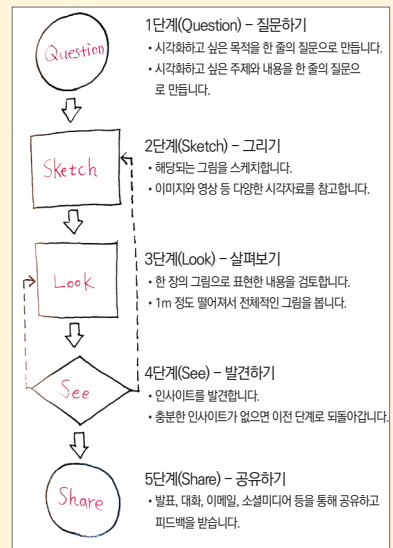 Question
1단계(Question) – 질문하기
• 시각화하고 싶은 목적을 한 줄의 질문으로 만듭니다.
• 시각화하고 싶은 주제와 내용을 한 줄의 질문으
로 만듭니다.
Sketch
2단계(Sketch) – 그리기
• 해당되는 그림을 스케치합니다.
• 이미지와 영상 등 다양한 시각자료를 참고합니다.
Look
3단계(Look) – 살펴보기
• 한 장의 그림으로 표현한 내용을 검토합니다.
• 1m 정도 떨어져서 전체적인 그림을 봅니다.
See
4단계(See) – 발견하기
• 인사이트를 발견합니다.
• 충분한 인사이트가 없으면 이전 단계로 되돌아갑니다.
Share
5단계(Share) – 공유하기
• 발표, 대화, 이메일, 소셜미디어 등을 통해 공유하고
피드백을 받습니다.